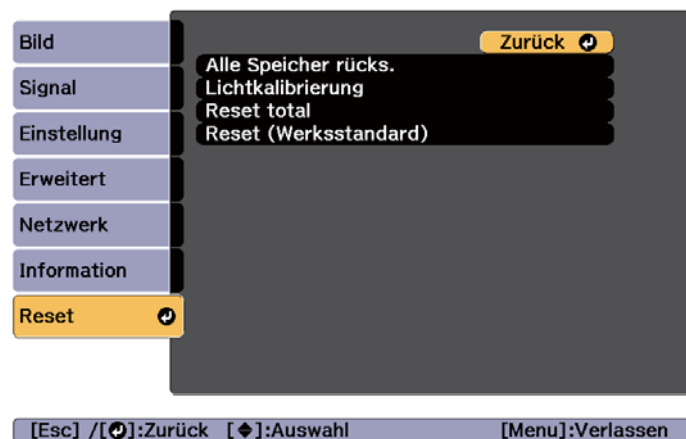 Bild
Signal
Einstellung
Erweitert
Netzwerk
Information
Reset
Zurück
Alle Speicher rücks.
Lichtkalibrierung
Reset total
Reset (Werksstandard)
[Esc] /[↵]:Zurück [◆]:Auswahl [Menu]:Verlassen